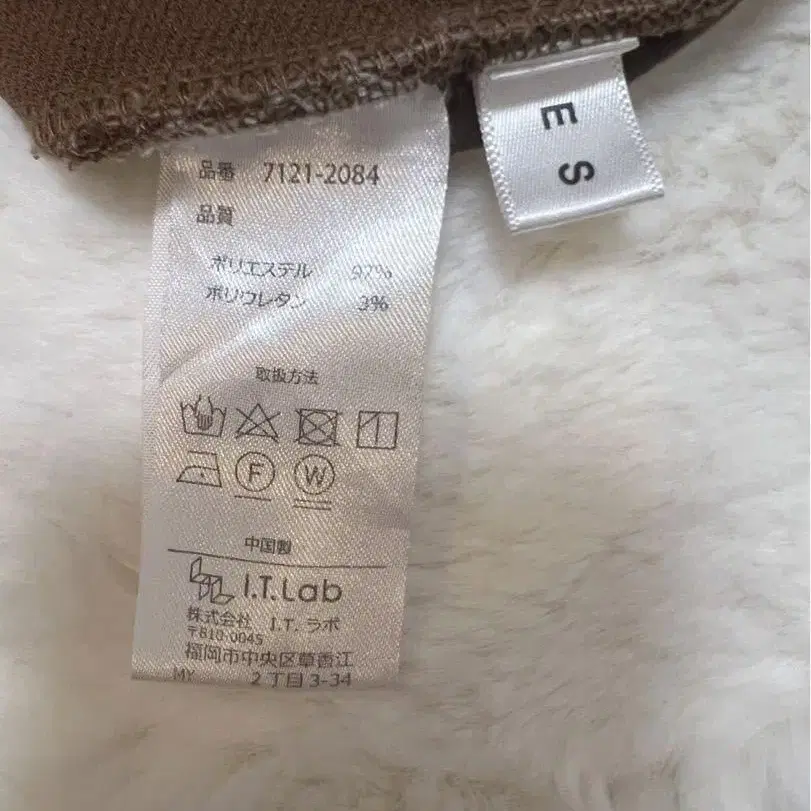 品番 7121-2084
品質
ポリエステル 97%
ポリウレタン 3%
取扱方法
F W
中国製
I.T.Lab
株式会社 I.T. ラボ
〒810-0045
福岡市中央区草香江
MY 2丁目3-34
E S